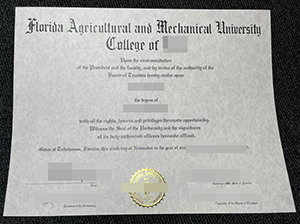 Florida Agricultural and Mechanical University
College of
Upon the recommendation
of the President and the faculty, and by virtue of the authority of the
Board of Trustees hereby confer upon
the degree of
with all the rights, honors and privileges thereunto appertaining.
Witness the Seal of the University and the signatures
of its duly authorized officers hereunto affixed.
Given at Tallahassee, Florida, this ninth day of November in the year of our